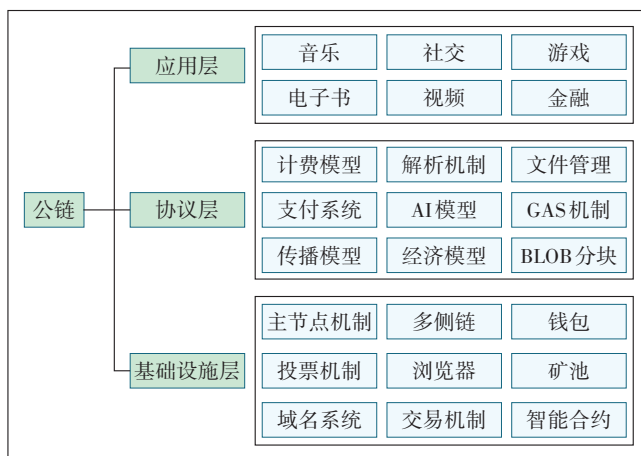 公链
应用层
音乐 社交 游戏
电子书 视频 金融
协议层
计费模型 解析机制 文件管理
支付系统 AI模型 GAS机制
传播模型 经济模型 BLOB分块
基础设施层
主节点机制 多侧链 钱包
投票机制 浏览器 矿池
域名系统 交易机制 智能合约